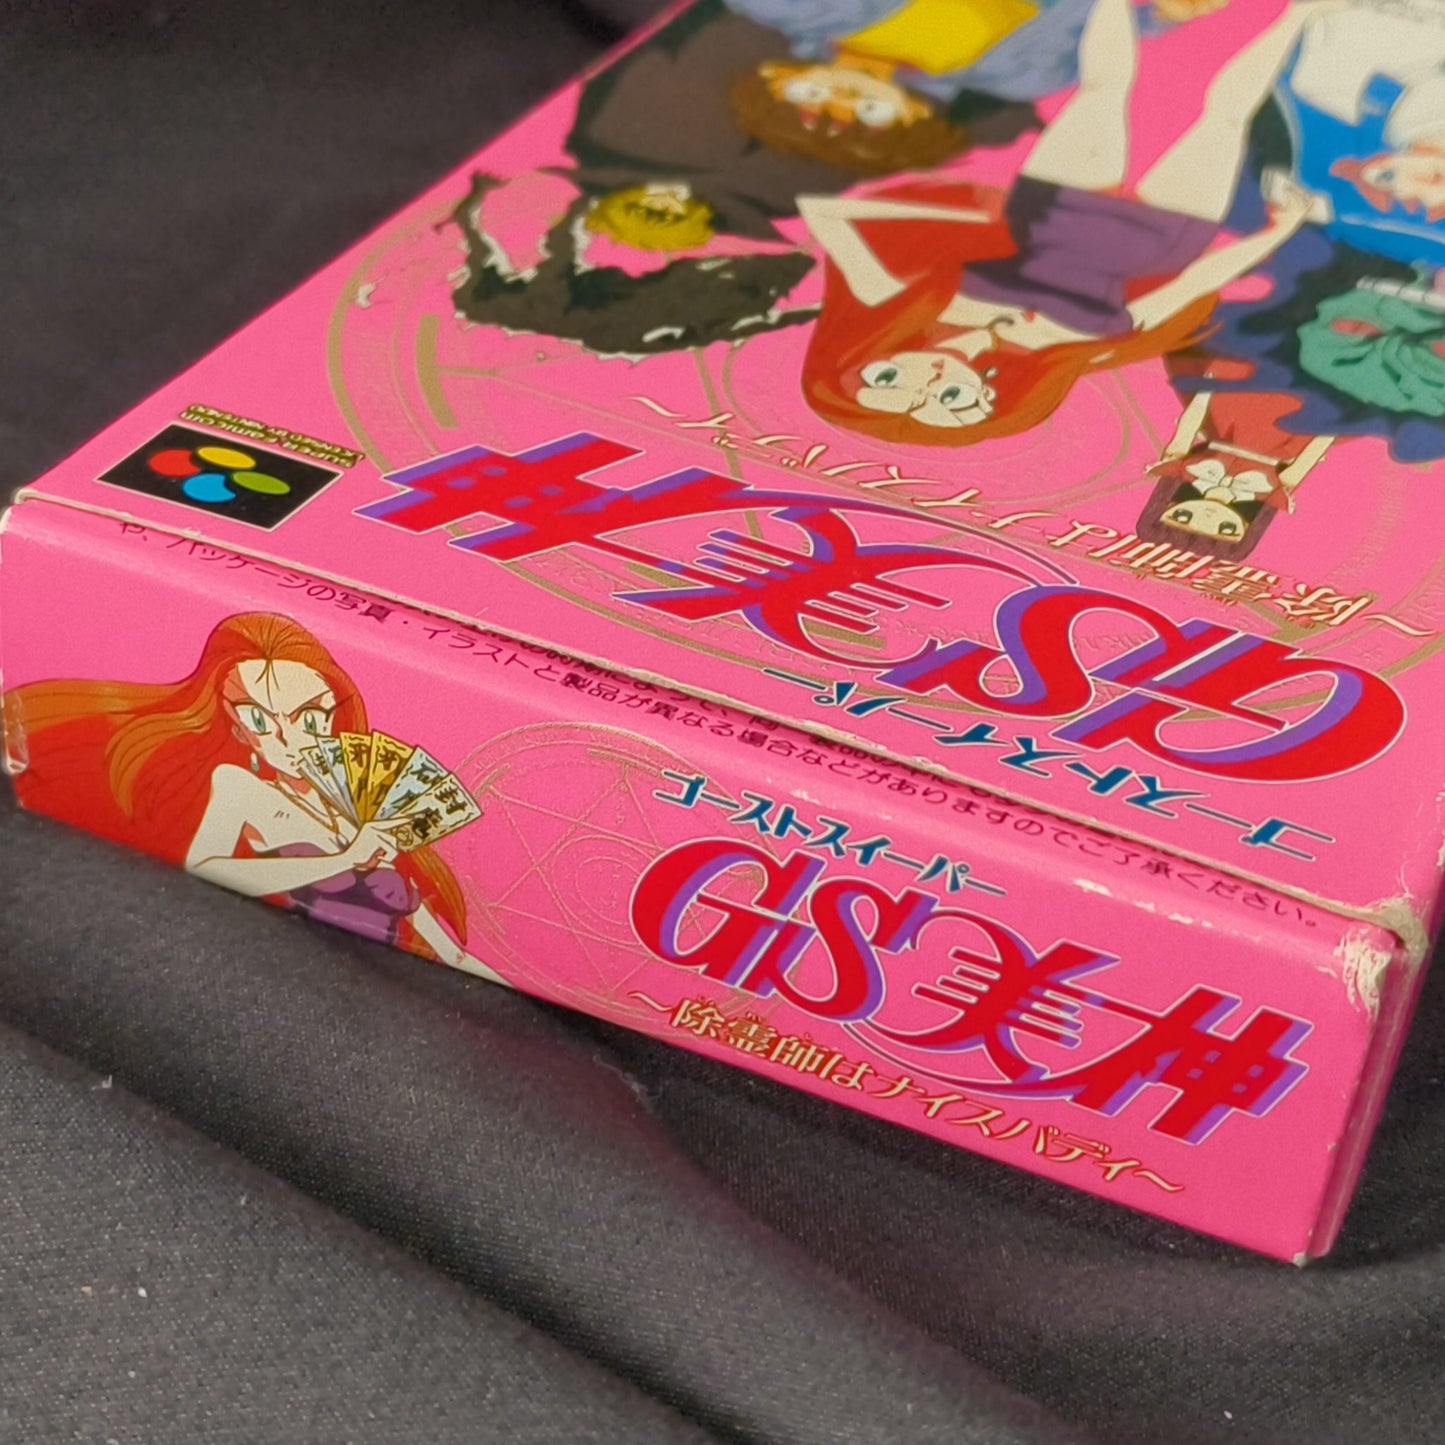 SUPER FAMICOM
～除霊師はナイスバディ～
GS美神
ゴーストスイーパー
や、パッケージの写真・イラストと製品が異なる場合などがありますのでご了承ください。
ゴーストスイーパー
GS美神
～除霊師はナイスバディ～